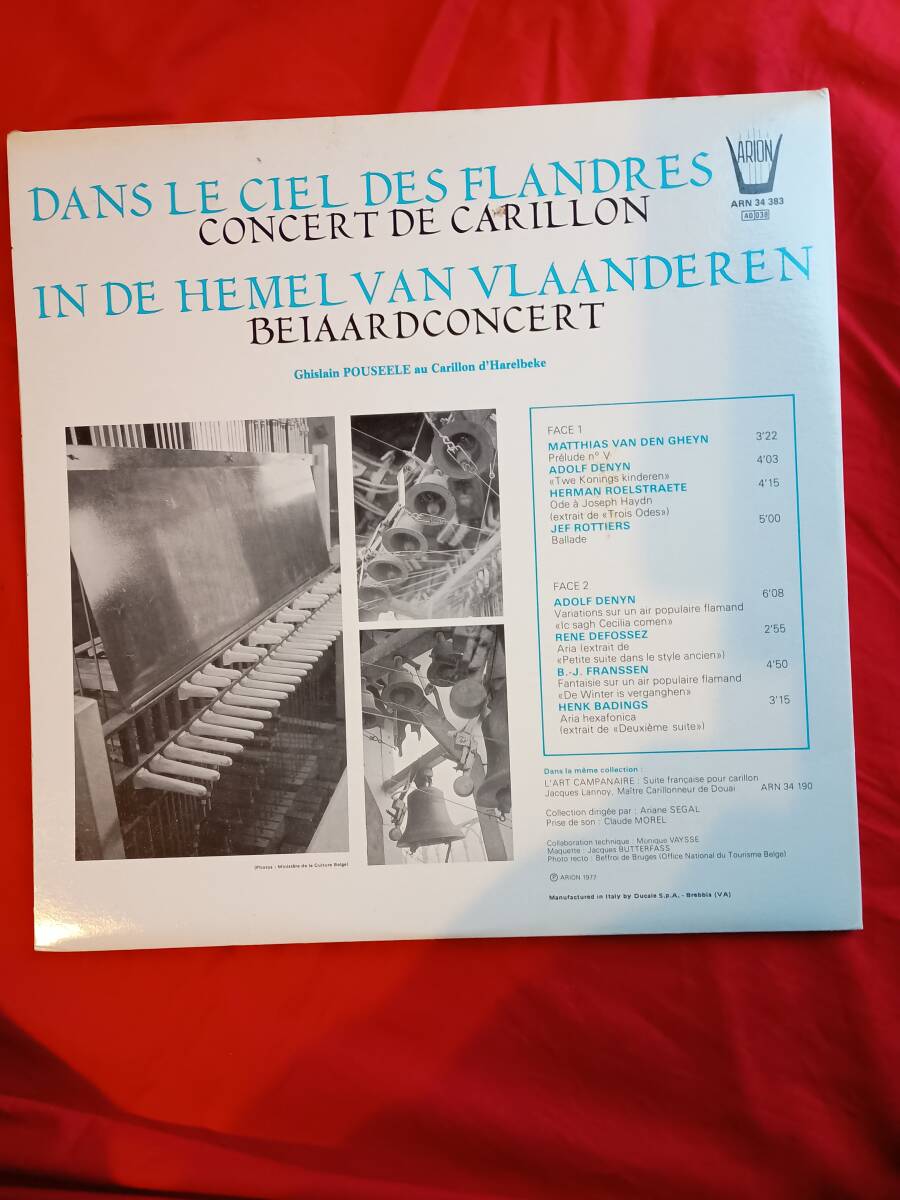 DANS LE CIEL DES FLANDRES
CONCERT DE CARILLON
IN DE HEMEL VAN VLAANDEREN
BEIAARDCONCERT
ARION
ARN 34 383
AD 038
Ghislain POUSEELE au Carillon d'Harelbeke
FACE 1
MATTHIAS VAN DEN GHEYN 3'22
Prélude n° V
ADOLF DENYN 4'03
«Twe Konings kinderen»
HERMAN ROELSTRAETE 4'15
Ode à Joseph Haydn
(extrait de «Trois Odes»)
JEF ROTTIERS 5'00
Ballade
FACE 2
ADOLF DENYN 6'08
Variations sur un air populaire flamand
«Ic sagh Cecilia comen»
RENE DEFOSSEZ 2'55
Aria (extrait de
«Petite suite dans le style ancien»)
B.-J. FRANSSEN 4'50
Fantaisie sur un air populaire flamand
«De Winter is verganghen»
HENK BADINGS 3'15
Aria hexafonica
(extrait de «Deuxième suite»)
Dans la même collection :
L'ART CAMPANAIRE : Suite française pour carillon
Jacques Lannoy, Maître Carillonneur de Douai ARN 34 190
Collection dirigée par : Ariane SEGAL
Prise de son : Claude MOREL
Collaboration technique : Monique VAYSSE
Maquette : Jacques BUTTERFASS
Photo recto : Beffroi de Bruges (Office National du Tourisme Belge)
℗ ARION 1977
Manufactured in Italy by Ducale S.p.A. - Brebbia (VA)
(Photos : Ministère de la Culture Belge)